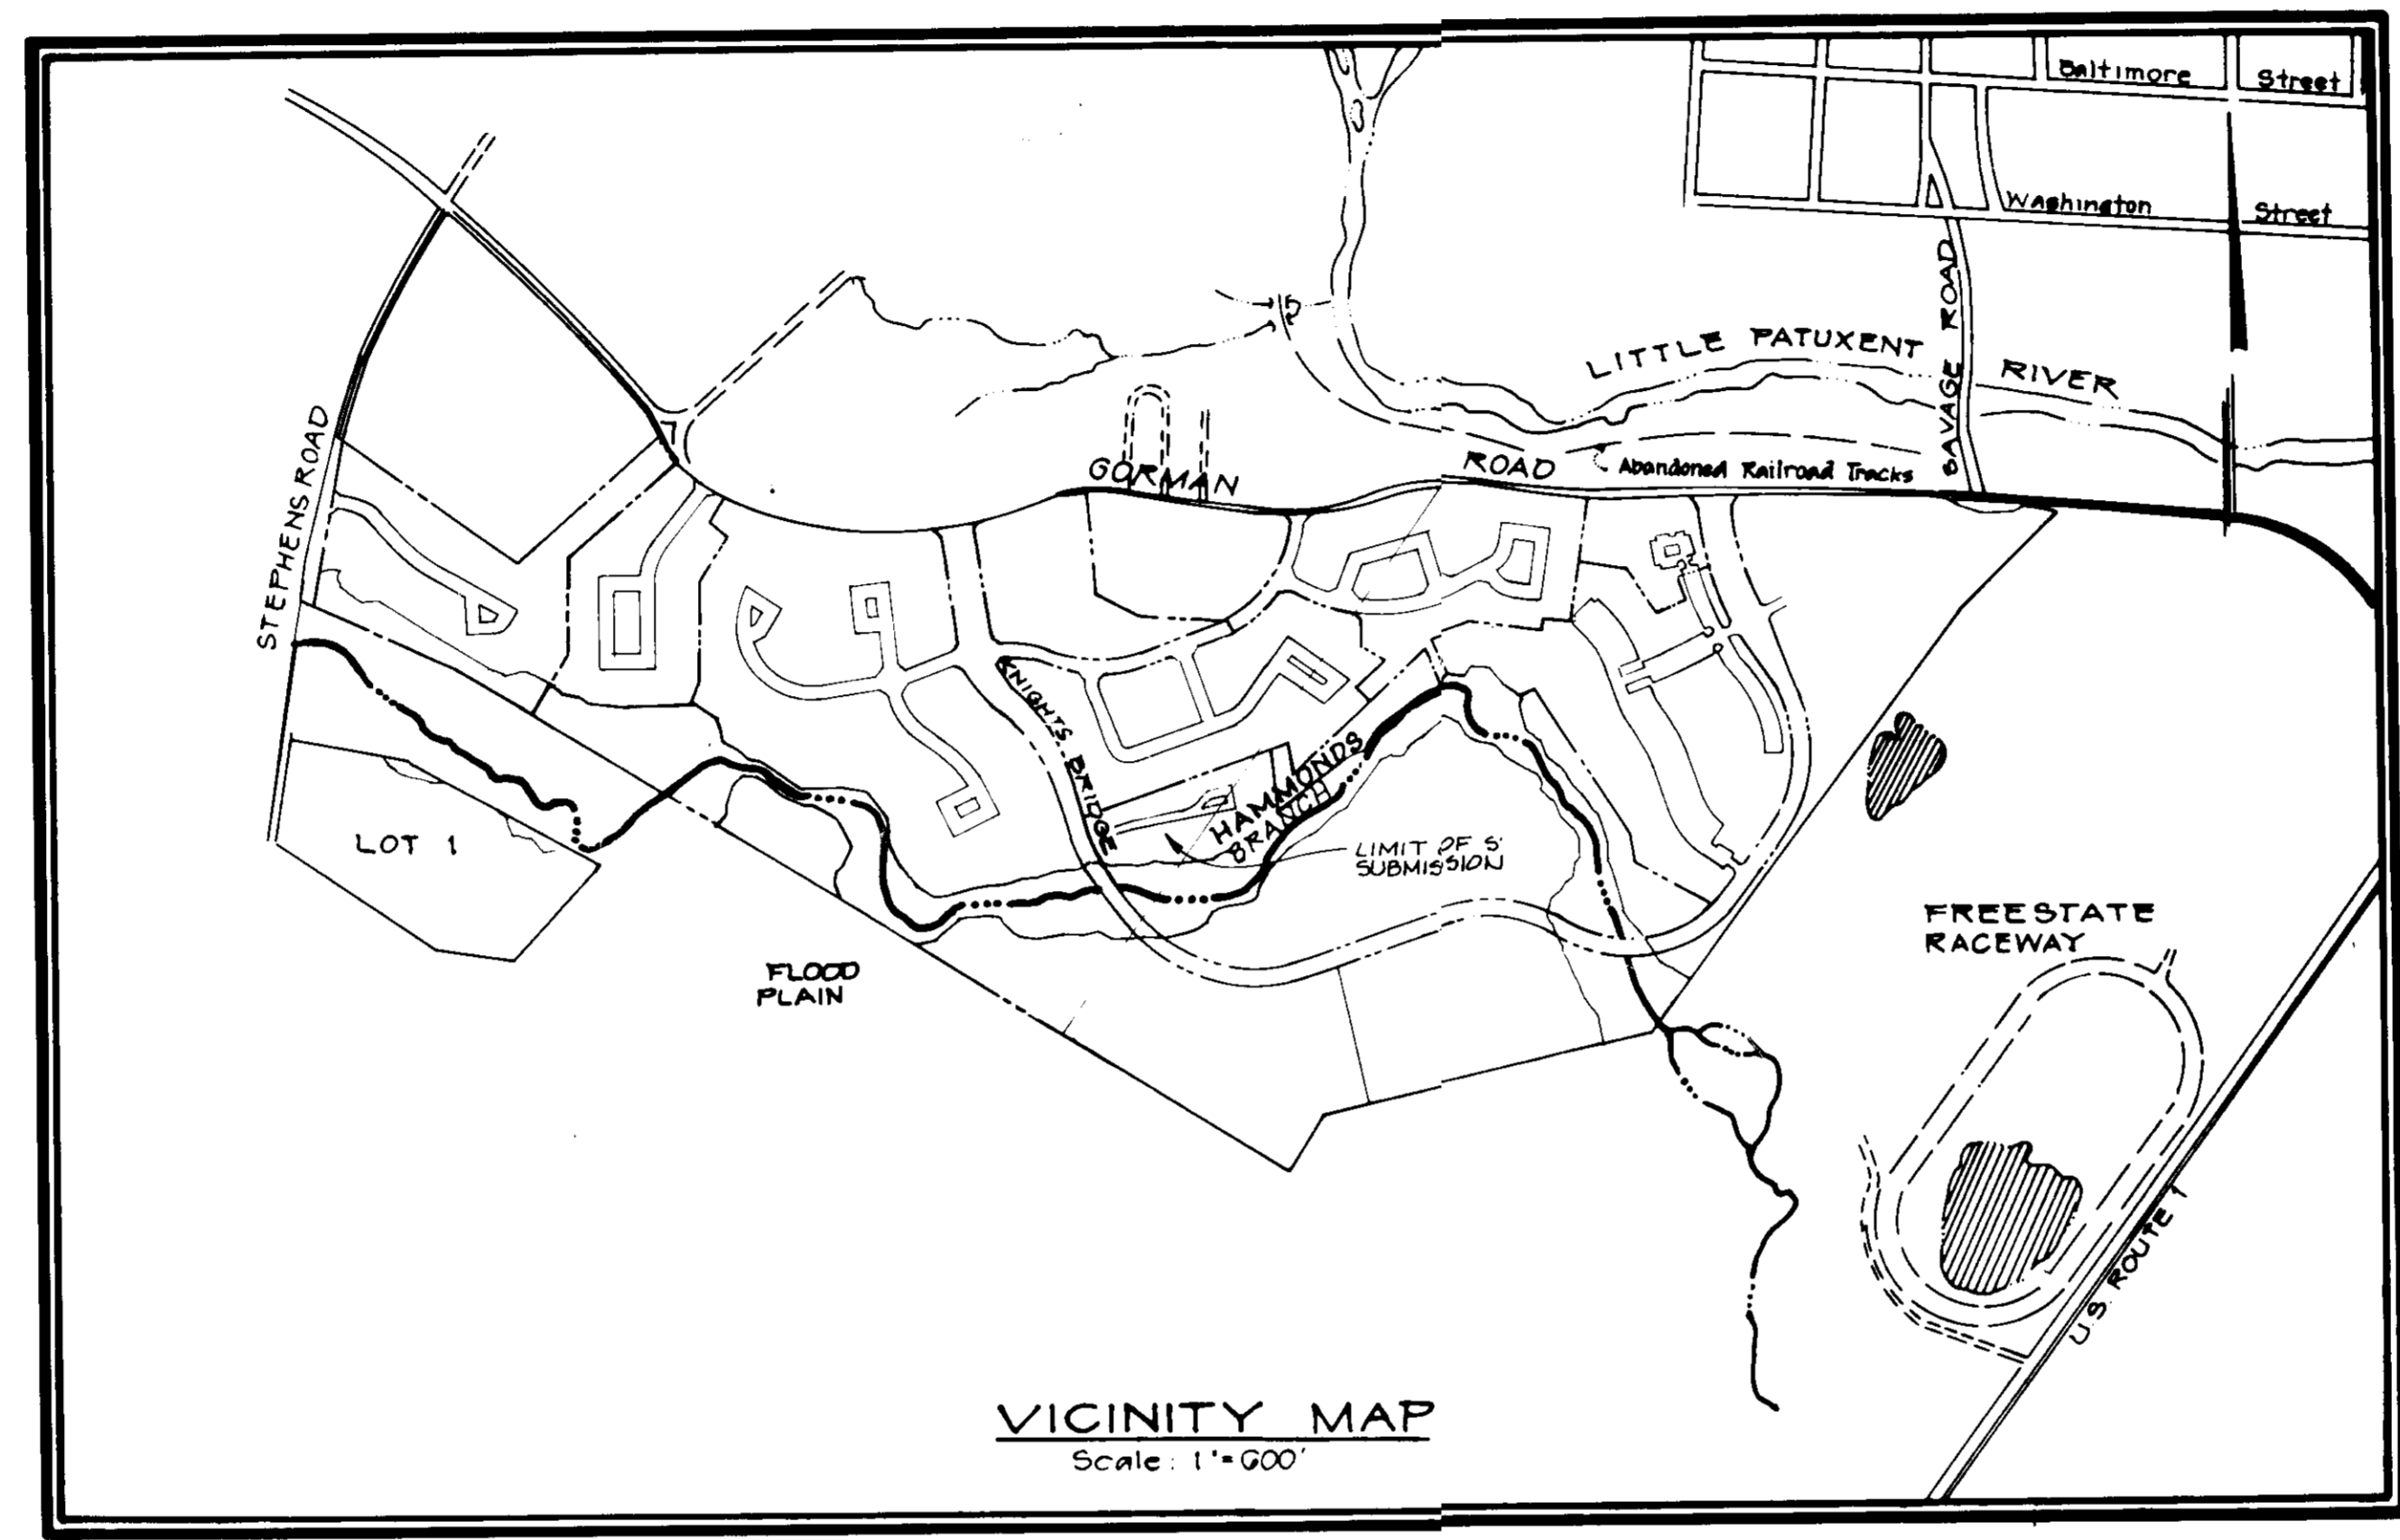 Baltimore Street
Washington Street
SAVAGE ROAD
LITTLE PATUXENT RIVER
STEPHENS ROAD
GORMAN ROAD
Abandoned Railroad Tracks
KNIGHTS BRIDGE
HAMMONDS
BRANCH
LOT 1
LIMIT OF S'
SUBMISSION
FREESTATE
RACEWAY
FLOOD
PLAIN
U.S. ROUTE 1
VICINITY MAP
Scale: 1"=600'